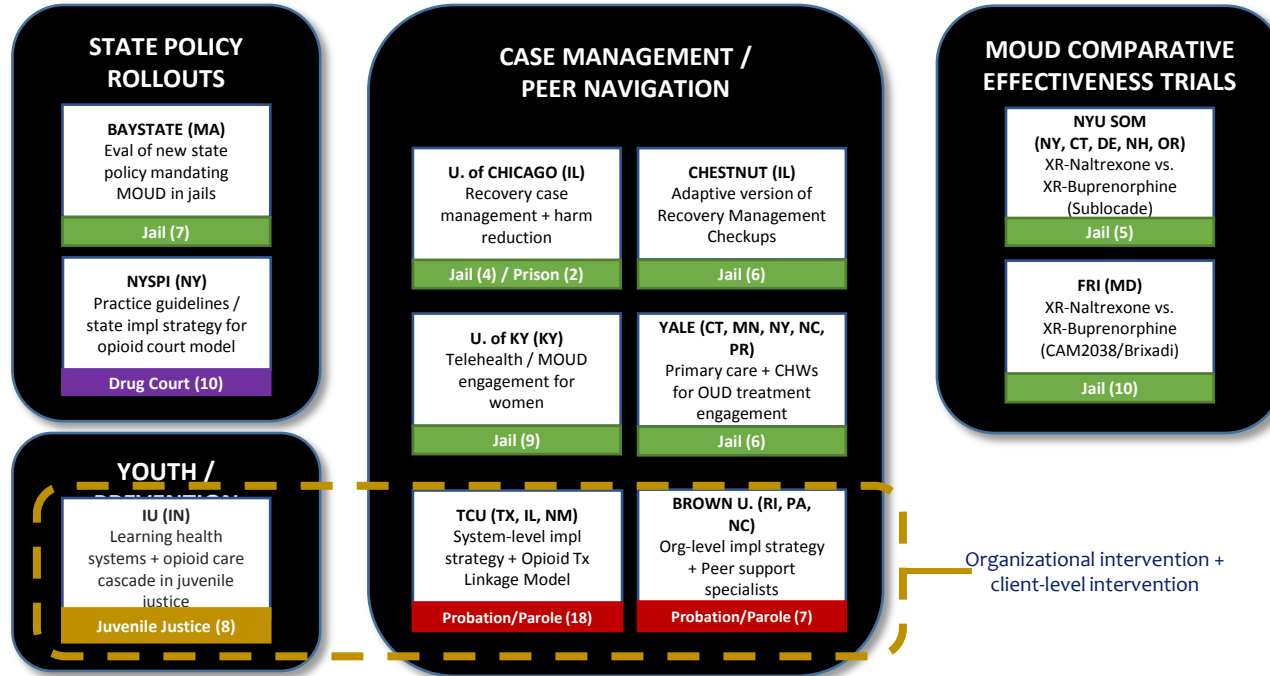 STATE POLICY
ROLLOUTS
BAYSTATE (MA)
Eval of new state
policy mandating
MOUD in jails
Jail (7)
NYSPI (NY)
Practice guidelines /
state impl strategy for
opioid court model
Drug Court (10)
YOUTH /
PREVENTION
IU (IN)
Learning health
systems + opioid care
cascade in juvenile
justice
Juvenile Justice (8)
CASE MANAGEMENT /
PEER NAVIGATION
U. of CHICAGO (IL)
Recovery case
management + harm
reduction
Jail (4) / Prison (2)
CHESTNUT (IL)
Adaptive version of
Recovery Management
Checkups
Jail (6)
U. of KY (KY)
Telehealth / MOUD
engagement for
women
Jail (9)
YALE (CT, MN, NY, NC,
PR)
Primary care + CHWs
for OUD treatment
engagement
Jail (6)
TCU (TX, IL, NM)
System-level impl
strategy + Opioid Tx
Linkage Model
Probation/Parole (18)
BROWN U. (RI, PA,
NC)
Org-level impl strategy
+ Peer support
specialists
Probation/Parole (7)
MOUD COMPARATIVE
EFFECTIVENESS TRIALS
NYU SOM
(NY, CT, DE, NH, OR)
XR-Naltrexone vs.
XR-Buprenorphine
(Sublocade)
Jail (5)
FRI (MD)
XR-Naltrexone vs.
XR-Buprenorphine
(CAM2038/Brixadi)
Jail (10)
Organizational intervention +
client-level intervention